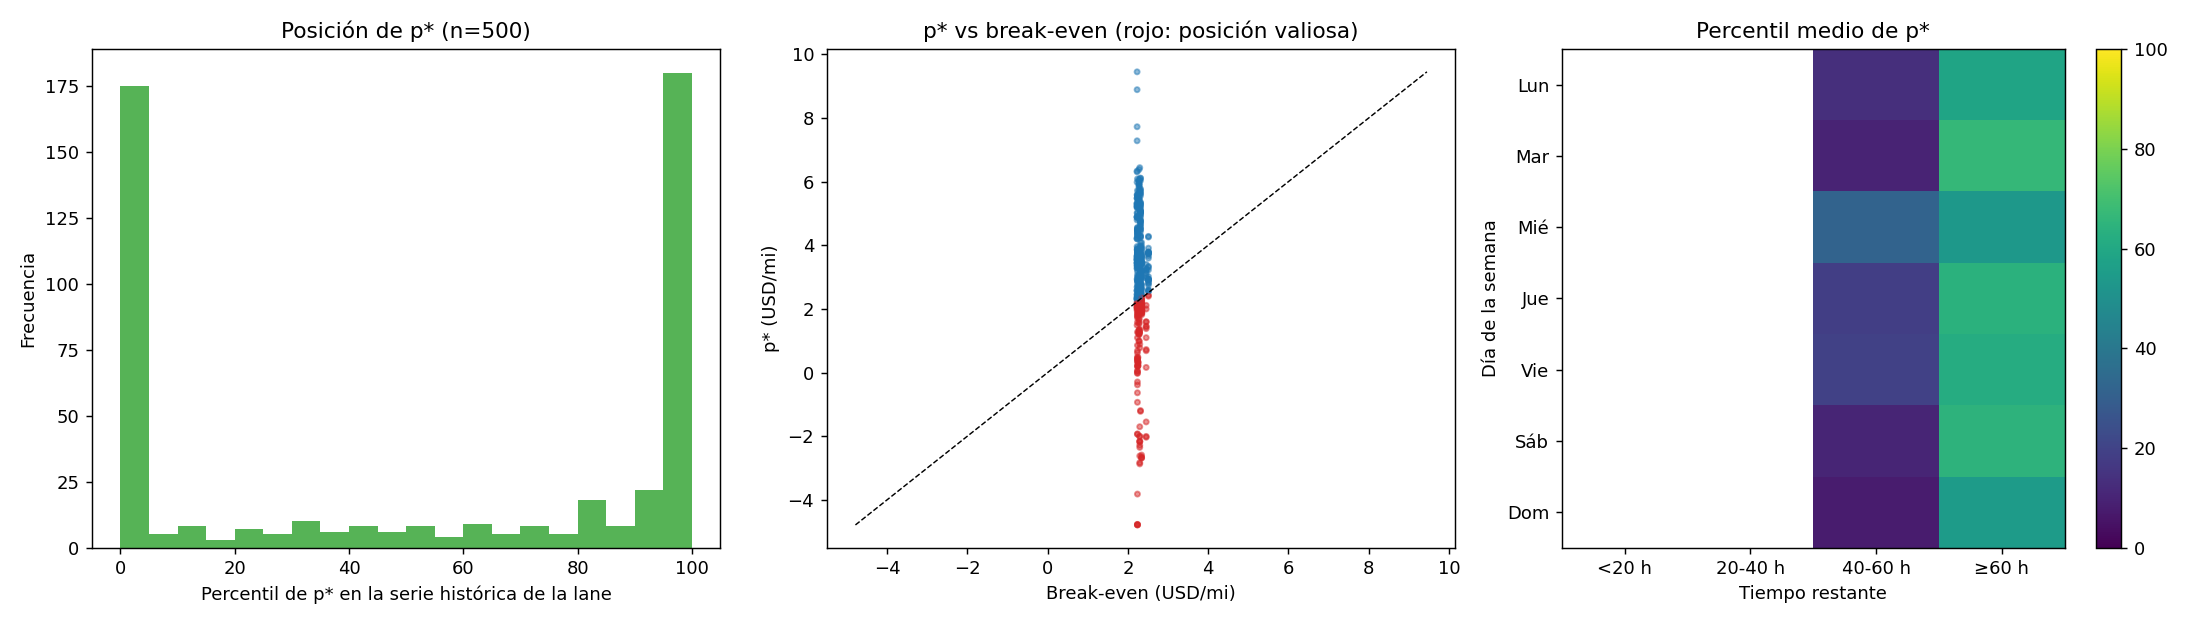 Posición de p* (n=500)
175
150
125
100
75
50
25
0
Frecuencia
0 20 40 60 80 100
Percentil de p* en la serie histórica de la lane
p* vs break-even (rojo: posición valiosa)
10
8
6
4
2
0
−2
−4
p* (USD/mi)
−4 −2 0 2 4 6 8 10
Break-even (USD/mi)
Percentil medio de p*
Lun
Mar
Mié
Jue
Vie
Sáb
Dom
Día de la semana
<20 h 20-40 h 40-60 h ≥60 h
Tiempo restante
100
80
60
40
20
0